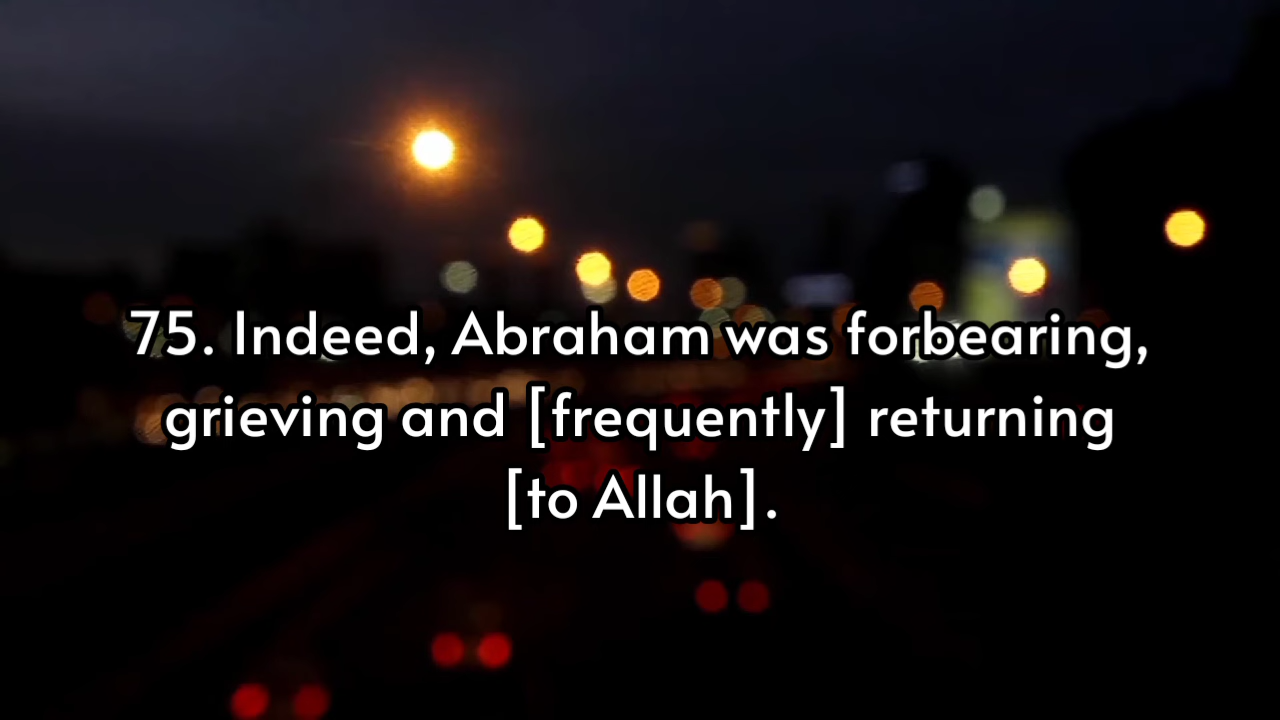 75. Indeed, Abraham was forbearing,
grieving and [frequently] returning
[to Allah].